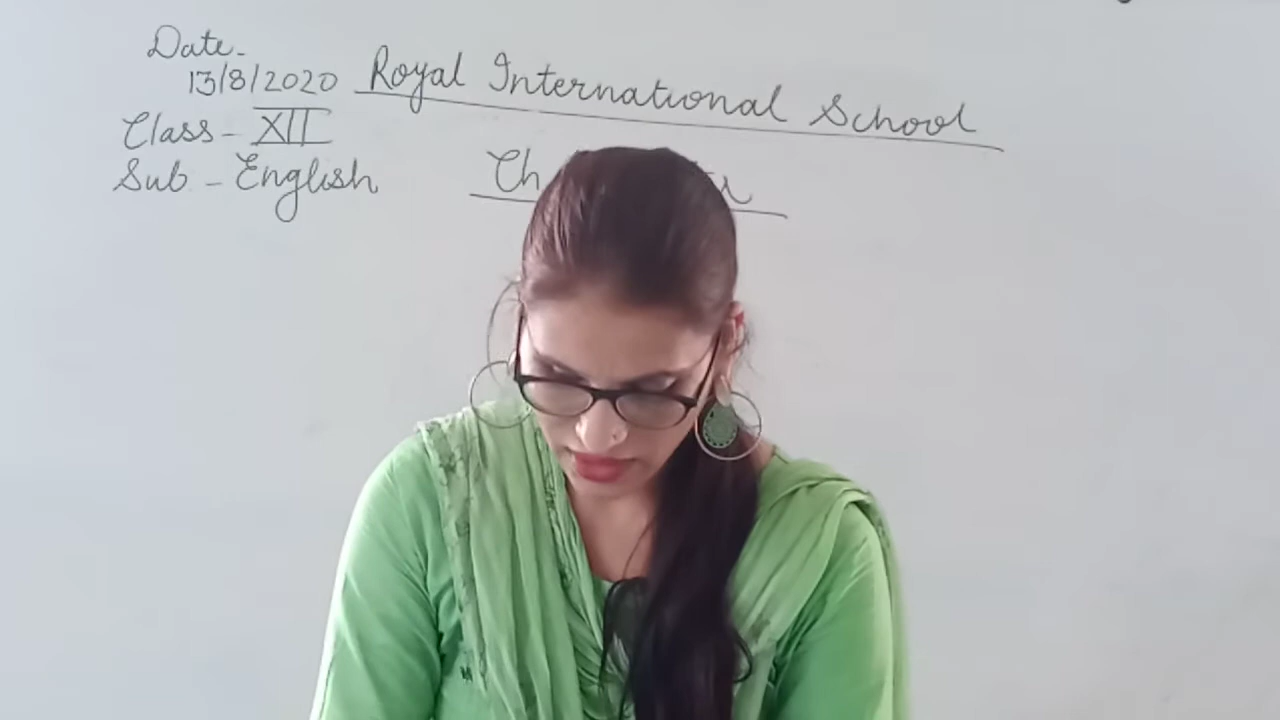 Date-
13/8/2020
Royal International School
Class - XII
Sub - English